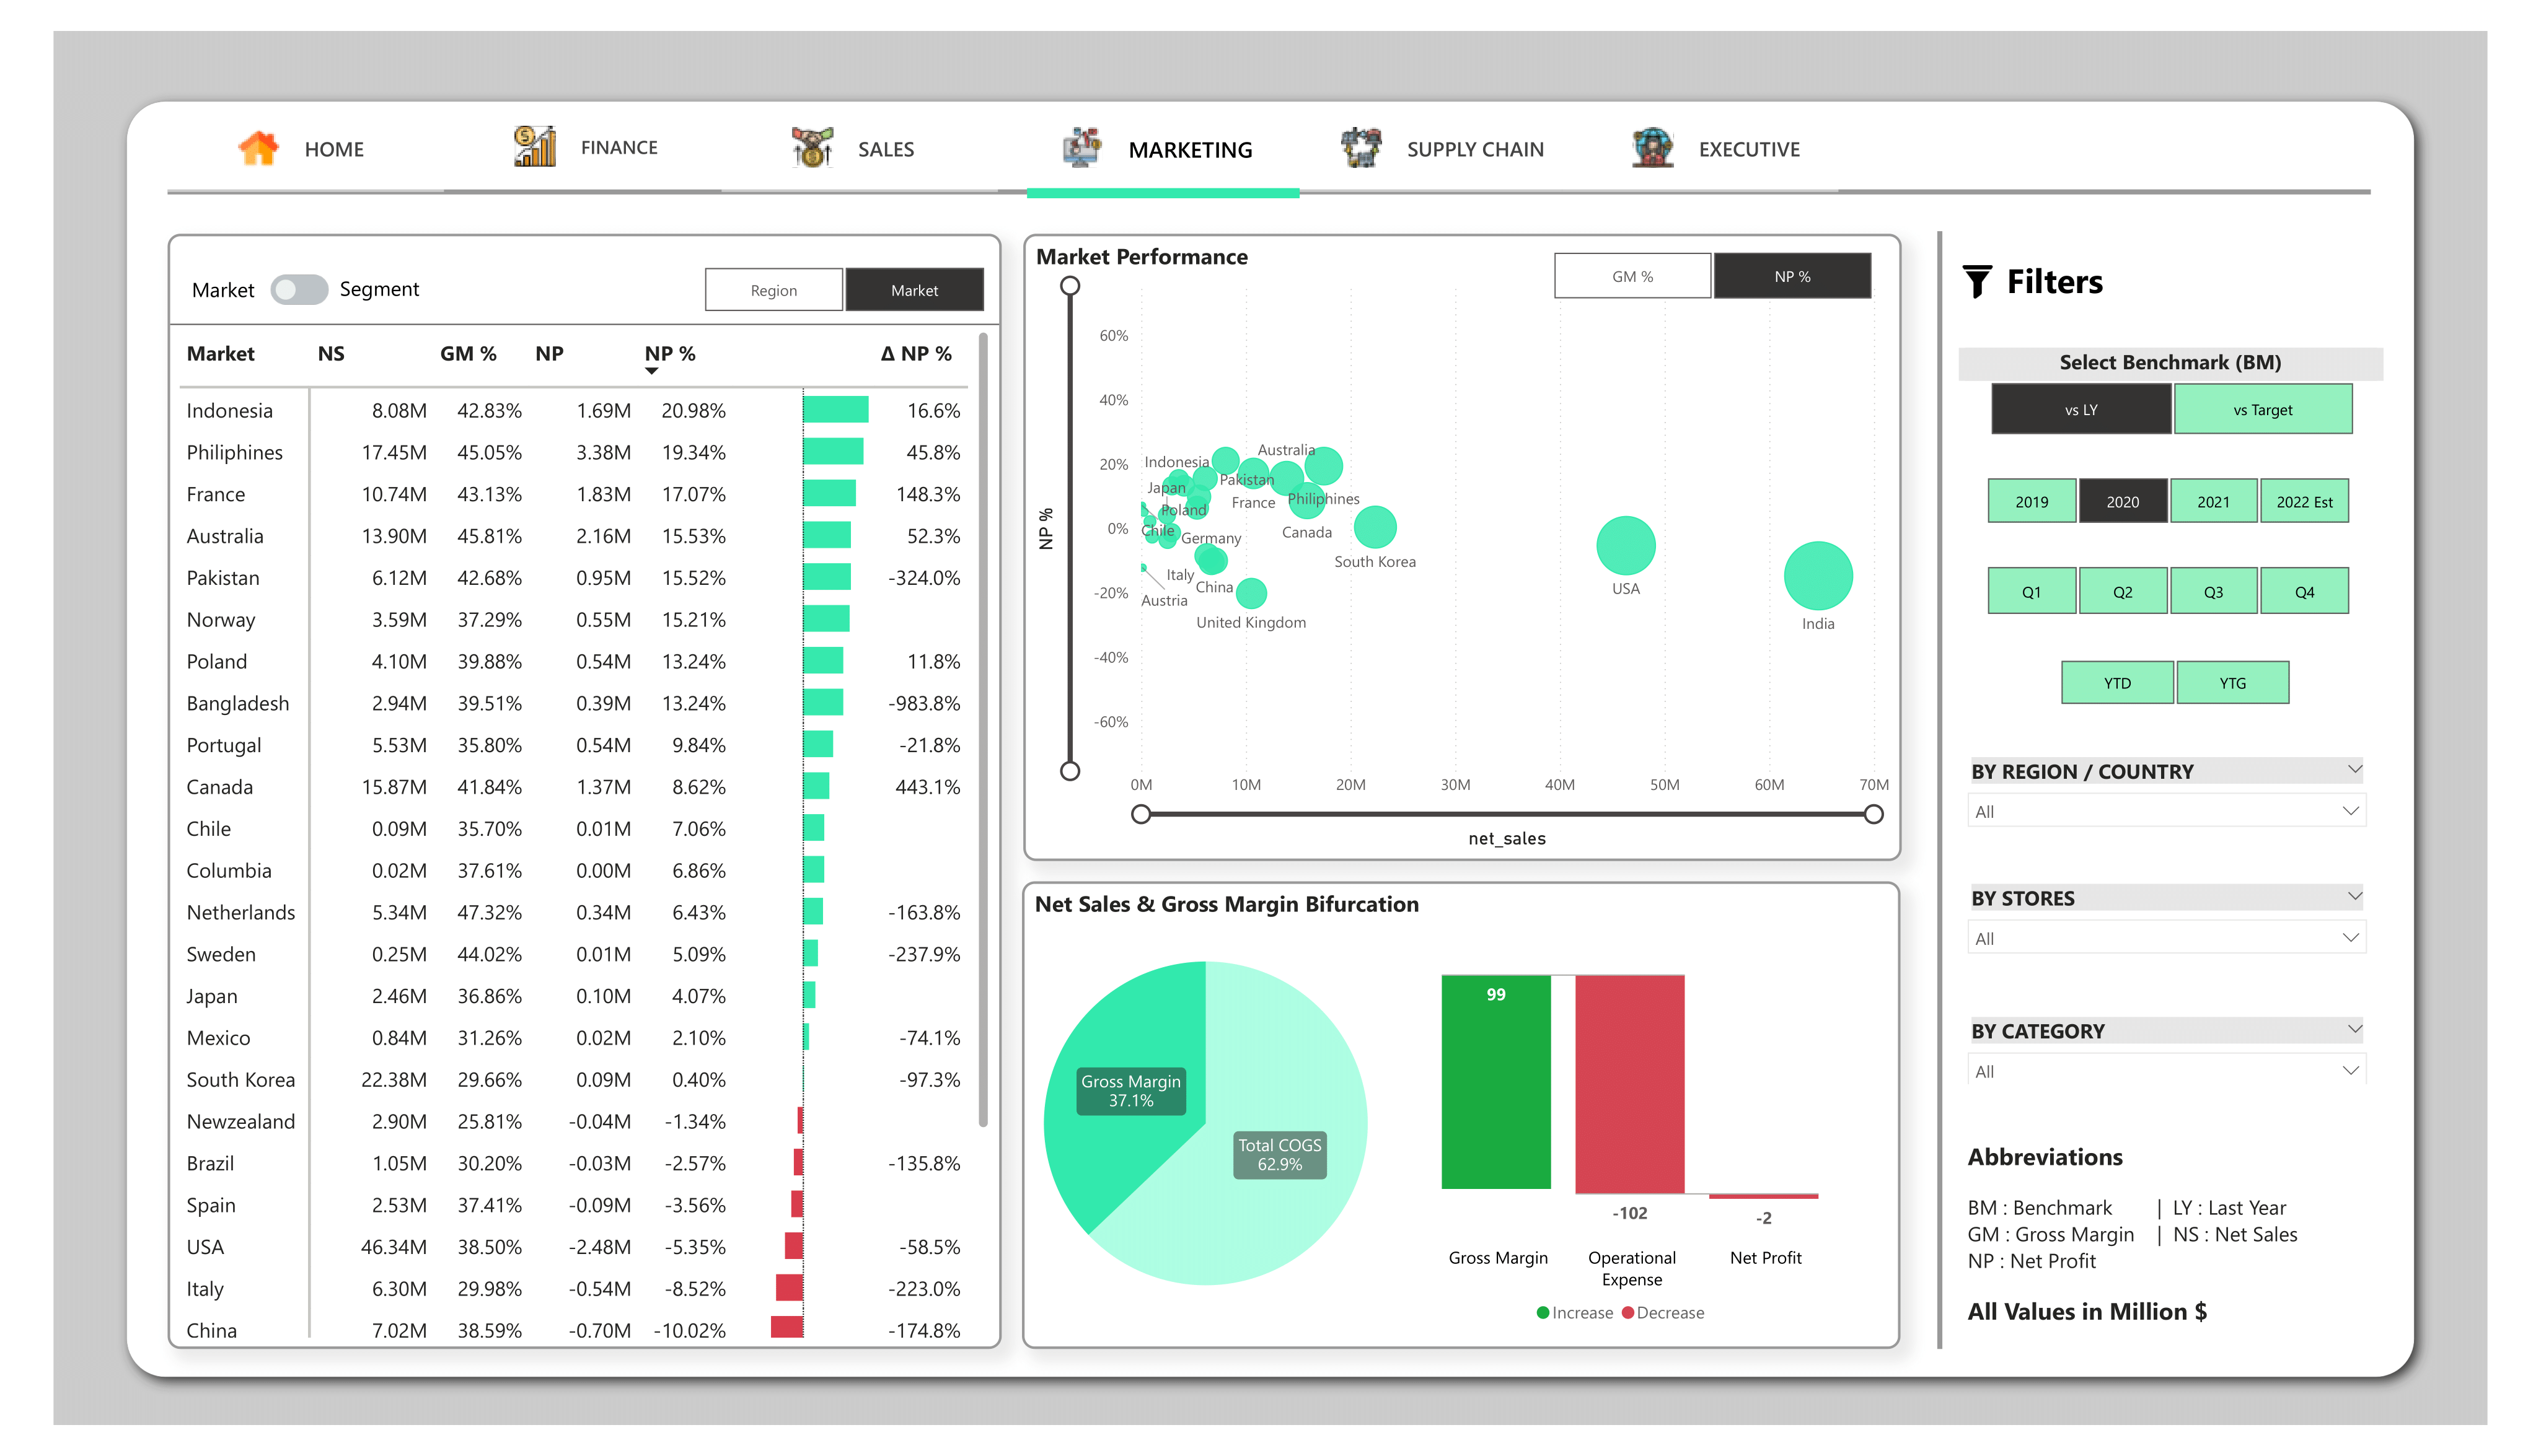 HOME
FINANCE
SALES
MARKETING
SUPPLY CHAIN
EXECUTIVE
Market
Segment
Region
Market
Market NS GM % NP NP % Δ NP %
Indonesia 8.08M 42.83% 1.69M 20.98% 16.6%
Philiphines 17.45M 45.05% 3.38M 19.34% 45.8%
France 10.74M 43.13% 1.83M 17.07% 148.3%
Australia 13.90M 45.81% 2.16M 15.53% 52.3%
Pakistan 6.12M 42.68% 0.95M 15.52% -324.0%
Norway 3.59M 37.29% 0.55M 15.21%
Poland 4.10M 39.88% 0.54M 13.24% 11.8%
Bangladesh 2.94M 39.51% 0.39M 13.24% -983.8%
Portugal 5.53M 35.80% 0.54M 9.84% -21.8%
Canada 15.87M 41.84% 1.37M 8.62% 443.1%
Chile 0.09M 35.70% 0.01M 7.06%
Columbia 0.02M 37.61% 0.00M 6.86%
Netherlands 5.34M 47.32% 0.34M 6.43% -163.8%
Sweden 0.25M 44.02% 0.01M 5.09% -237.9%
Japan 2.46M 36.86% 0.10M 4.07%
Mexico 0.84M 31.26% 0.02M 2.10% -74.1%
South Korea 22.38M 29.66% 0.09M 0.40% -97.3%
Newzealand 2.90M 25.81% -0.04M -1.34%
Brazil 1.05M 30.20% -0.03M -2.57% -135.8%
Spain 2.53M 37.41% -0.09M -3.56%
USA 46.34M 38.50% -2.48M -5.35% -58.5%
Italy 6.30M 29.98% -0.54M -8.52% -223.0%
China 7.02M 38.59% -0.70M -10.02% -174.8%
Market Performance
GM %
NP %
NP %
60%
40%
20%
0%
-20%
-40%
-60%
Indonesia
Australia
Japan
Pakistan
Poland
France
Philiphines
Chile
Germany
Canada
Italy
China
South Korea
Austria
United Kingdom
USA
India
0M 10M 20M 30M 40M 50M 60M 70M
net_sales
Net Sales & Gross Margin Bifurcation
Gross Margin
37.1%
Total COGS
62.9%
99
-102
-2
Gross Margin
Operational
Expense
Net Profit
Increase Decrease
Filters
Select Benchmark (BM)
vs LY
vs Target
2019
2020
2021
2022 Est
Q1
Q2
Q3
Q4
YTD
YTG
BY REGION / COUNTRY
All
BY STORES
All
BY CATEGORY
All
Abbreviations
BM : Benchmark | LY : Last Year
GM : Gross Margin | NS : Net Sales
NP : Net Profit
All Values in Million $